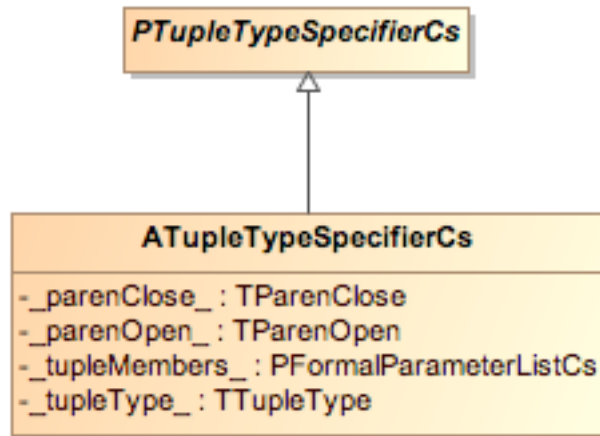 PTupleTypeSpecifierCs
ATupleTypeSpecifierCs
-_parenClose_ : TParenClose
-_parenOpen_ : TParenOpen
-_tupleMembers_ : PFormalParameterListCs
-_tupleType_ : TTupleType